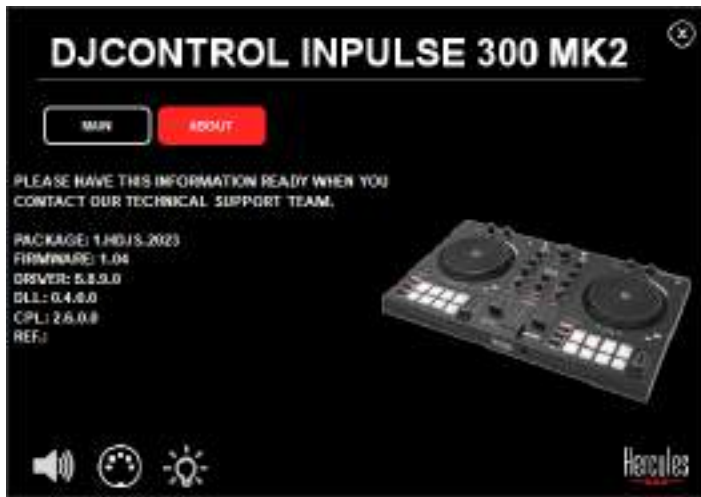 DJCONTROL INPULSE 300 MK2
MAIN
ABOUT
PLEASE HAVE THIS INFORMATION READY WHEN YOU
CONTACT OUR TECHNICAL SUPPORT TEAM.
PACKAGE: 1.HDJS.2023
FIRMWARE: 1.04
DRIVER: 5.8.9.0
DLL: 0.4.0.0
CPL: 2.6.0.0
REF.:
Hercules